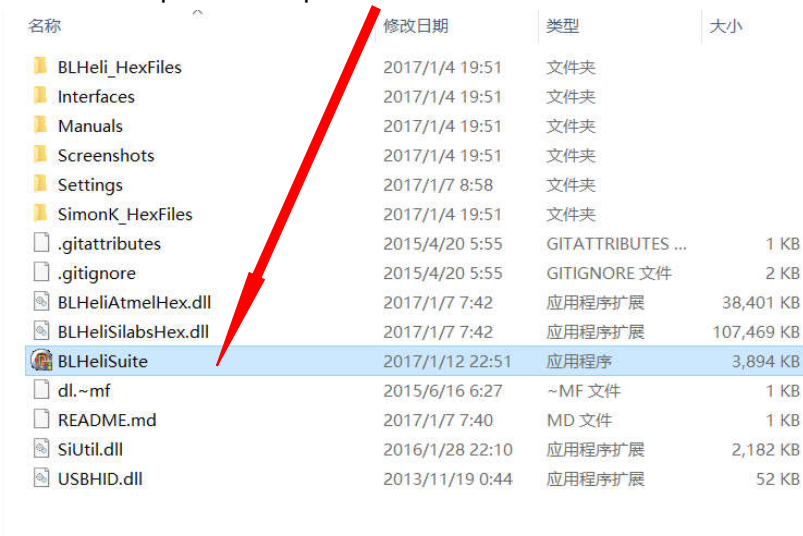 名称 修改日期 类型 大小
BLHeli_HexFiles 2017/1/4 19:51 文件夹
Interfaces 2017/1/4 19:51 文件夹
Manuals 2017/1/4 19:51 文件夹
Screenshots 2017/1/4 19:51 文件夹
Settings 2017/1/7 8:58 文件夹
SimonK_HexFiles 2017/1/4 19:51 文件夹
.gitattributes 2015/4/20 5:55 GITATTRIBUTES ... 1 KB
.gitignore 2015/4/20 5:55 GITIGNORE 文件 2 KB
BLHeliAtmelHex.dll 2017/1/7 7:42 应用程序扩展 38,401 KB
BLHeliSilabsHex.dll 2017/1/7 7:42 应用程序扩展 107,469 KB
BLHeliSuite 2017/1/12 22:51 应用程序 3,894 KB
dl.~mf 2015/6/16 6:27 ~MF 文件 1 KB
README.md 2017/1/7 7:40 MD 文件 1 KB
SiUtil.dll 2016/1/28 22:10 应用程序扩展 2,182 KB
USBHID.dll 2013/11/19 0:44 应用程序扩展 52 KB